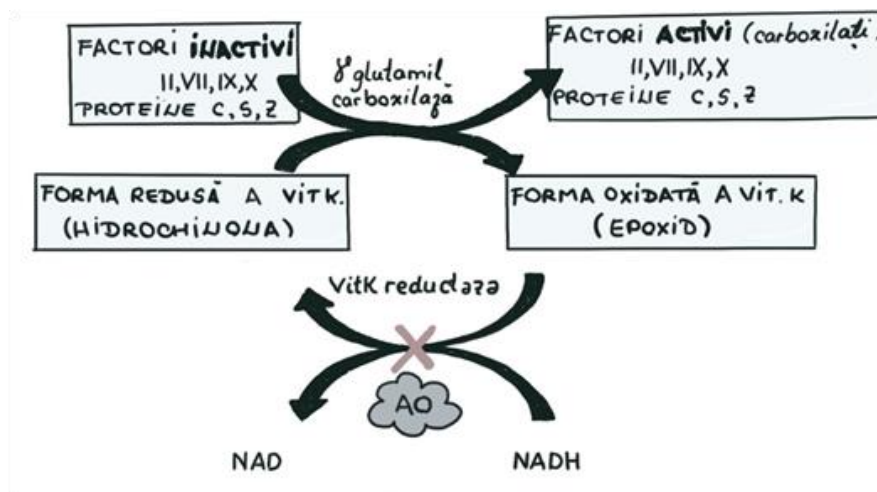 FACTORI INACTIVI
II,VII,IX,X
PROTEINE C,S,Z
γ glutamil
carboxilază
FACTORI ACTIVI (carboxilați)
II,VII,IX,X
PROTEINE C,S,Z
FORMA REDUSĂ A VIT K.
(HIDROCHINONA)
FORMA OXIDATĂ A VIT. K
(EPOXID)
VitK reductaza
AO
NAD
NADH